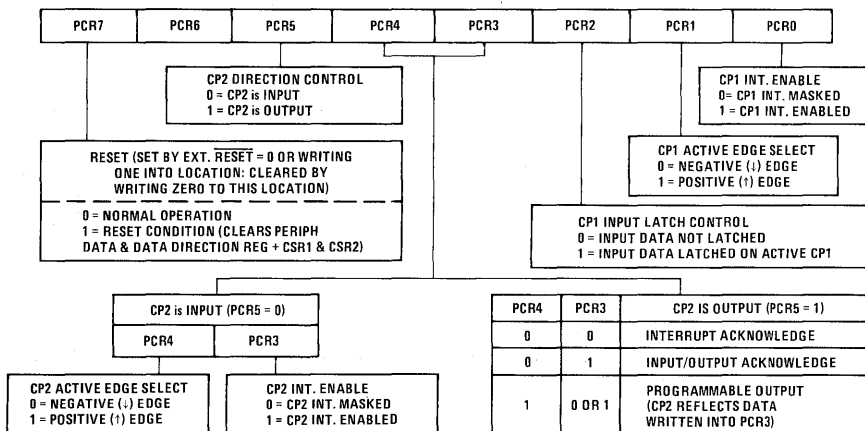 PCR7 PCR6 PCR5 PCR4 PCR3 PCR2 PCR1 PCR0
CP2 DIRECTION CONTROL
0 = CP2 is INPUT
1 = CP2 is OUTPUT
CP1 INT. ENABLE
0= CP1 INT. MASKED
1 = CP1 INT. ENABLED
RESET (SET BY EXT. RESET = 0 OR WRITING
ONE INTO LOCATION: CLEARED BY
WRITING ZERO TO THIS LOCATION)
0 = NORMAL OPERATION
1 = RESET CONDITION (CLEARS PERIPH
DATA & DATA DIRECTION REG + CSR1 & CSR2)
CP1 ACTIVE EDGE SELECT
0 = NEGATIVE (↓) EDGE
1 = POSITIVE (↑) EDGE
CP1 INPUT LATCH CONTROL
0 = INPUT DATA NOT LATCHED
1 = INPUT DATA LATCHED ON ACTIVE CP1
CP2 is INPUT (PCR5 = 0)
PCR4 PCR3
CP2 ACTIVE EDGE SELECT
0 = NEGATIVE (↓) EDGE
1 = POSITIVE (↑) EDGE
CP2 INT. ENABLE
0 = CP2 INT. MASKED
1 = CP2 INT. ENABLED
PCR4 PCR3 CP2 IS OUTPUT (PCR5 = 1)
0 0 INTERRUPT ACKNOWLEDGE
0 1 INPUT/OUTPUT ACKNOWLEDGE
1 0 OR 1 PROGRAMMABLE OUTPUT
(CP2 REFLECTS DATA
WRITTEN INTO PCR3)